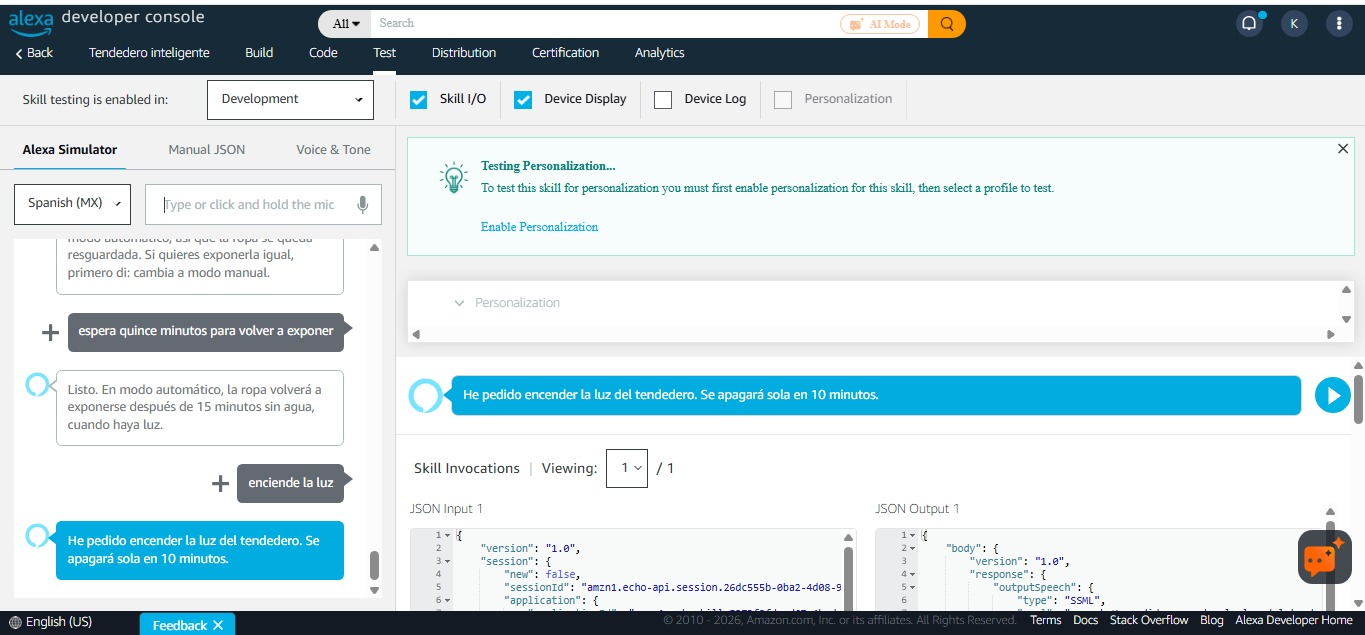 alexa developer console
All
Search
AI Mode
K
Back
Tendedero inteligente
Build
Code
Test
Distribution
Certification
Analytics
Skill testing is enabled in:
Development
Skill I/O
Device Display
Device Log
Personalization
Alexa Simulator
Manual JSON
Voice & Tone
Spanish (MX)
Type or click and hold the mic
modo automático, así que la ropa se queda
resguardada. Si quieres exponerla igual,
primero di: cambia a modo manual.
espera quince minutos para volver a exponer
Listo. En modo automático, la ropa volverá a
exponerse después de 15 minutos sin agua,
cuando haya luz.
enciende la luz
He pedido encender la luz del tendedero. Se
apagará sola en 10 minutos.
Testing Personalization...
To test this skill for personalization you must first enable personalization for this skill, then select a profile to test.
Enable Personalization
Personalization
He pedido encender la luz del tendedero. Se apagará sola en 10 minutos.
Skill Invocations | Viewing: 1 / 1
JSON Input 1
1 {
2 "version": "1.0",
3 "session": {
4 "new": false,
5 "sessionId": "amzn1.echo-api.session.26dc555b-0ba2-4d08-9
6 "application": {
JSON Output 1
1 {
2 "body": {
3 "version": "1.0",
4 "response": {
5 "outputSpeech": {
6 "type": "SSML",
English (US)
Feedback X
© 2010 - 2026, Amazon.com, Inc. or its affiliates. All Rights Reserved.
Terms
Docs
Stack Overflow
Blog
Alexa Developer Home